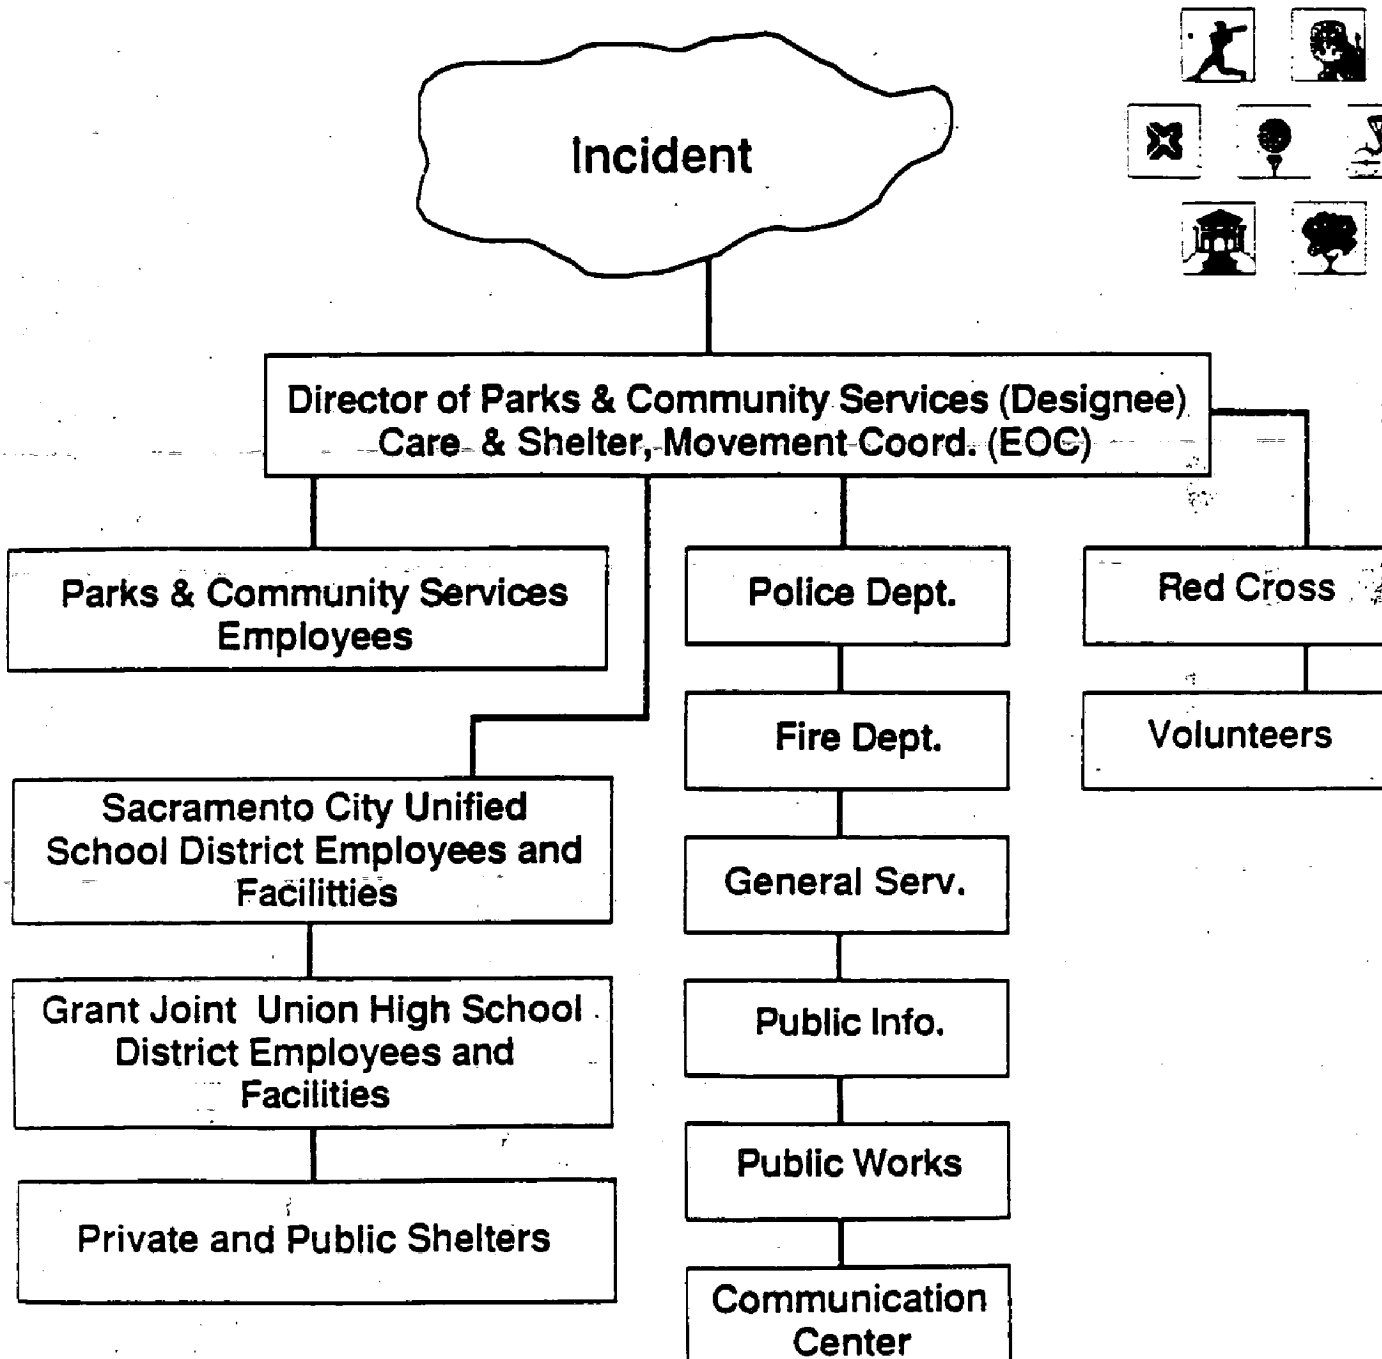 Incident
Director of Parks & Community Services (Designee)
Care & Shelter, Movement Coord. (EOC)
Parks & Community Services
Employees
Police Dept.
Red Cross
Fire Dept.
Volunteers
Sacramento City Unified
School District Employees and
Facilitties
General Serv.
Grant Joint Union High School
District Employees and
Facilities
Public Info.
Public Works
Private and Public Shelters
Communication
Center